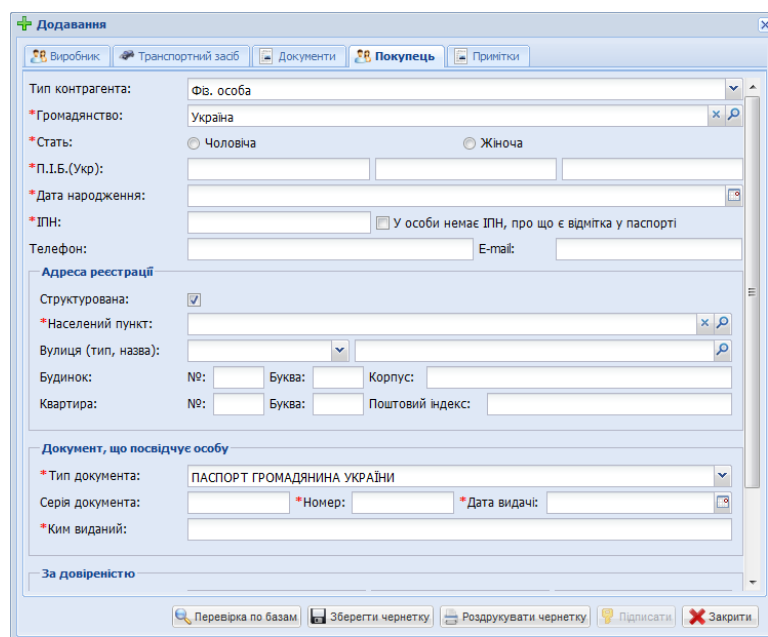 Додавання
Виробник Транспортний засіб Документи Покупець Примітки
Тип контрагента: Фіз. особа
*Громадянство: Україна
*Стать: Чоловіча Жіноча
*П.І.Б.(Укр):
*Дата народження:
*ІПН: У особи немає ІПН, про що є відмітка у паспорті
Телефон: E-mail:
Адреса реєстрації
Структурована:
*Населений пункт:
Вулиця (тип, назва):
Будинок: №: Буква: Корпус:
Квартира: №: Буква: Поштовий індекс:
Документ, що посвідчує особу
*Тип документа: ПАСПОРТ ГРОМАДЯНИНА УКРАЇНИ
Серія документа: *Номер: *Дата видачі:
*Ким виданий:
За довіреністю
Перевірка по базам Зберегти чернетку Роздрукувати чернетку Підписати Закрити